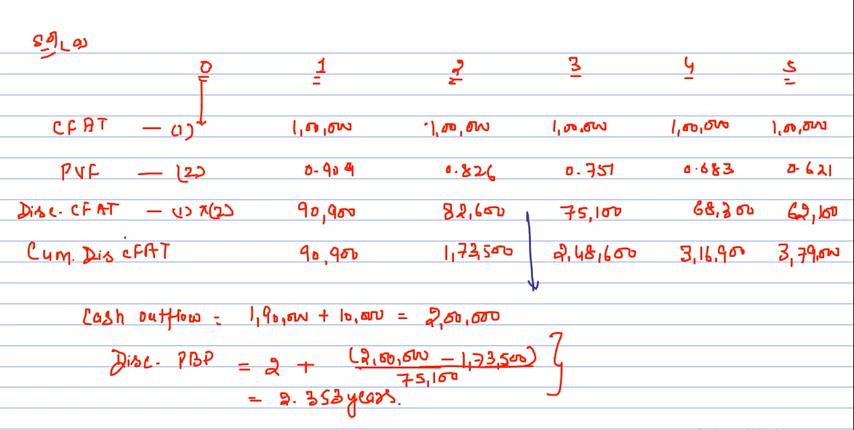 0 1 2 3 4 5
CFAT — (1) 1,00,000 1,00,000 1,00,000 1,00,000 1,00,000
PVF — (2) 0.909 0.826 0.751 0.683 0.621
Disc. CFAT — (1) x (2) 90,900 82,600 75,100 68,300 62,100
Cum. Dis CFAT 90,900 1,73,500 2,48,600 3,16,900 3,79,000
Cash outflow = 1,90,000 + 10,000 = 2,00,000
Disc. PBP = 2 + (2,00,000 - 1,73,500) / 75,100
= 2.353 years.